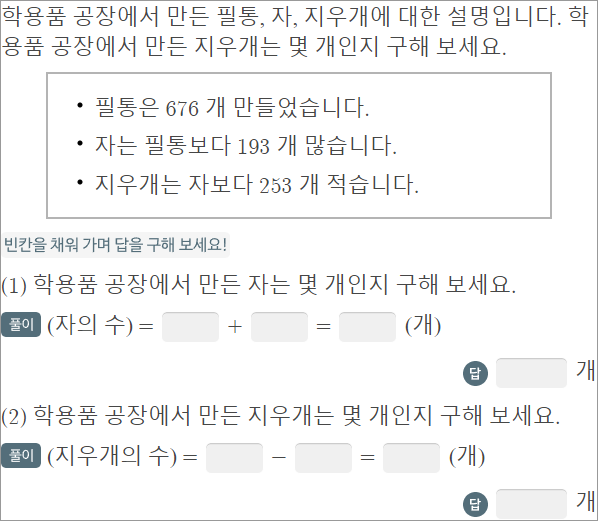 학용품 공장에서 만든 필통, 자, 지우개에 대한 설명입니다. 학
용품 공장에서 만든 지우개는 몇 개인지 구해 보세요.
• 필통은 676 개 만들었습니다.
• 자는 필통보다 193 개 많습니다.
• 지우개는 자보다 253 개 적습니다.
빈칸을 채워 가며 답을 구해 보세요!
(1) 학용품 공장에서 만든 자는 몇 개인지 구해 보세요.
풀이 (자의 수) = + = (개)
답 개
(2) 학용품 공장에서 만든 지우개는 몇 개인지 구해 보세요.
풀이 (지우개의 수) = − = (개)
답 개